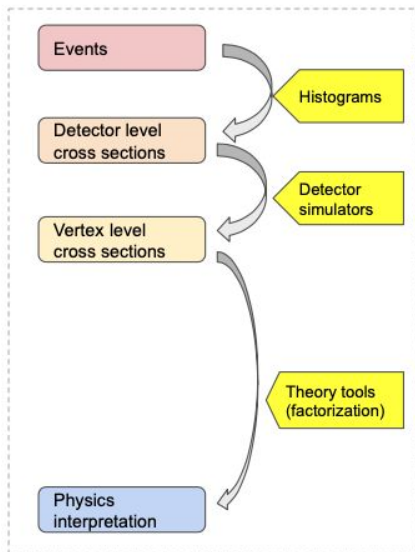 Events
Histograms
Detector level
cross sections
Detector
simulators
Vertex level
cross sections
Theory tools
(factorization)
Physics
interpretation